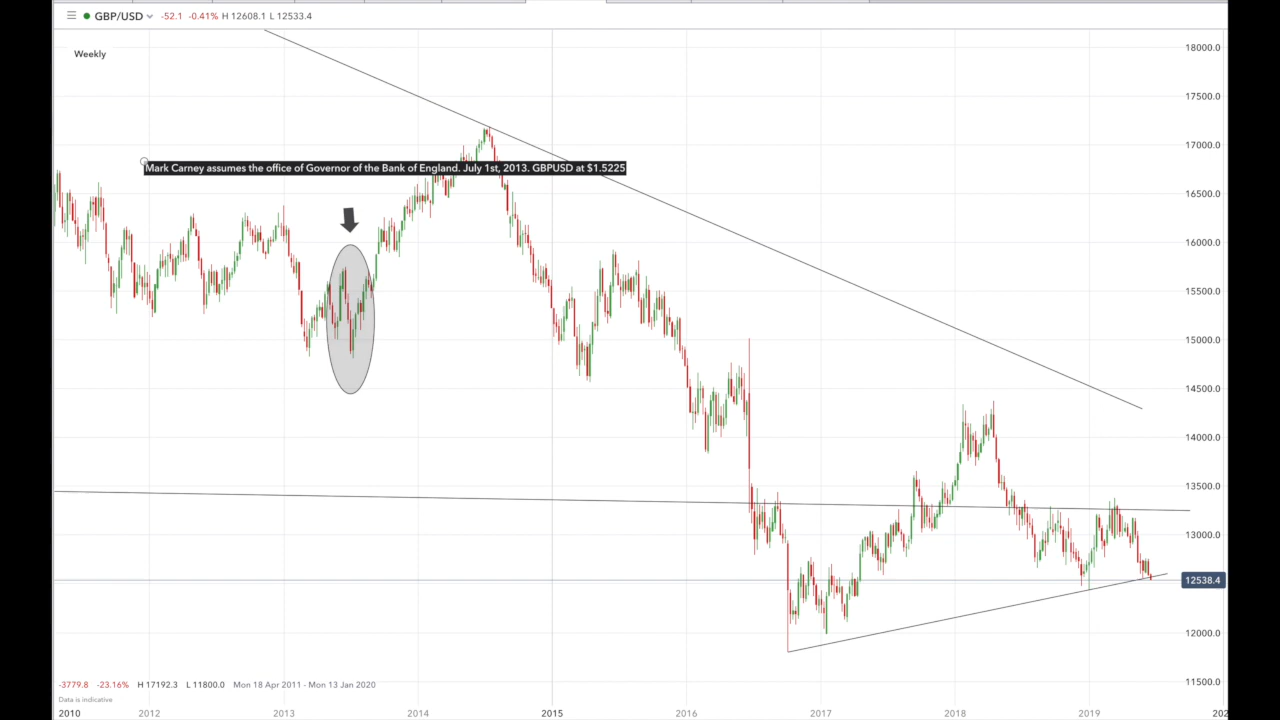 GBP/USD -52.1 -0.41% H 12608.1 L 12533.4
Weekly
18000.0
17500.0
17000.0
Mark Carney assumes the office of Governor of the Bank of England. July 1st, 2013. GBPUSD at $1.5225
16500.0
16000.0
15500.0
15000.0
14500.0
14000.0
13500.0
13000.0
12538.4
12000.0
11500.0
-3779.8 -23.16% H 17192.3 L 11800.0 Mon 18 Apr 2011 - Mon 13 Jan 2020
Data is indicative
2010 2012 2013 2014 2015 2016 2017 2018 2019 202